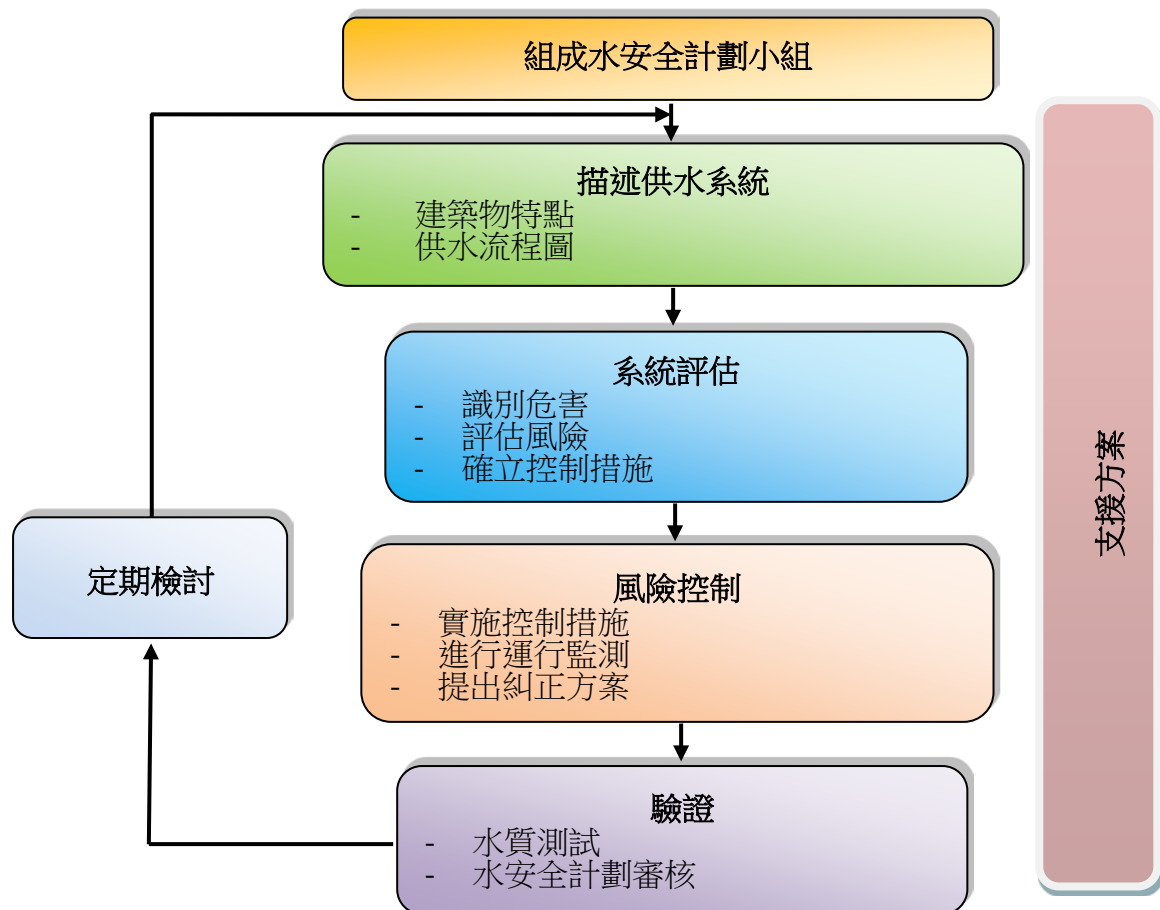 組成水安全計劃小組
描述供水系統
- 建築物特點
- 供水流程圖
系統評估
- 識別危害
- 評估風險
- 確立控制措施
定期檢討
風險控制
- 實施控制措施
- 進行運行監測
- 提出糾正方案
驗證
- 水質測試
- 水安全計劃審核
支援方案